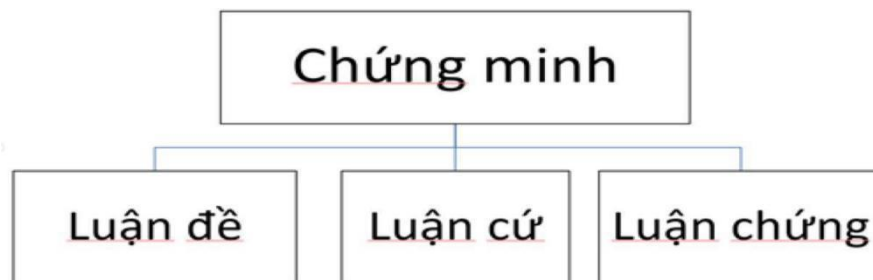 Chứng minh
Luận đề
Luận cứ
Luận chứng